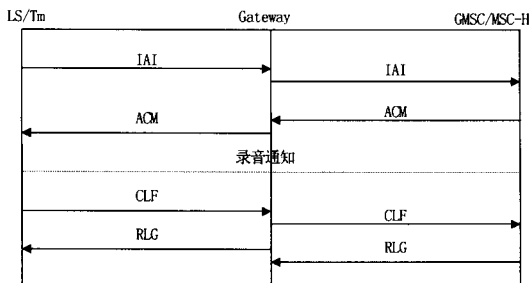 LS/Tm Gateway GMSC/MSC-H
IAI
IAI
ACM
ACM
录音通知
CLF
CLF
RLG
RLG